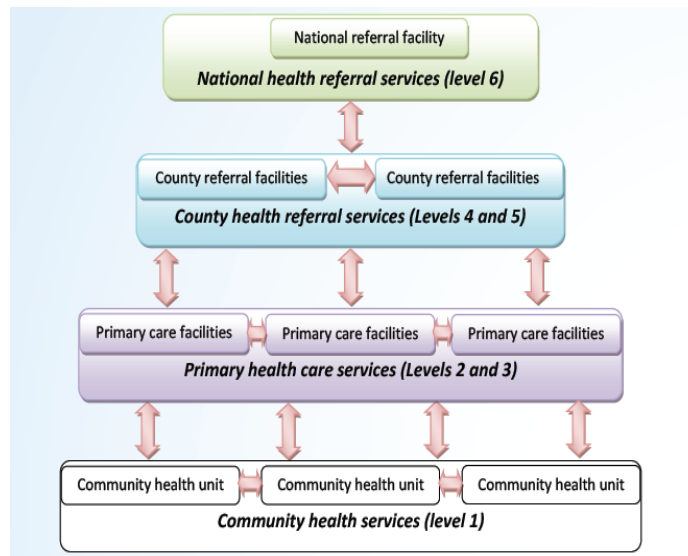 National referral facility
National health referral services (level 6)
County referral facilities
County referral facilities
County health referral services (Levels 4 and 5)
Primary care facilities
Primary care facilities
Primary care facilities
Primary health care services (Levels 2 and 3)
Community health unit
Community health unit
Community health unit
Community health services (level 1)